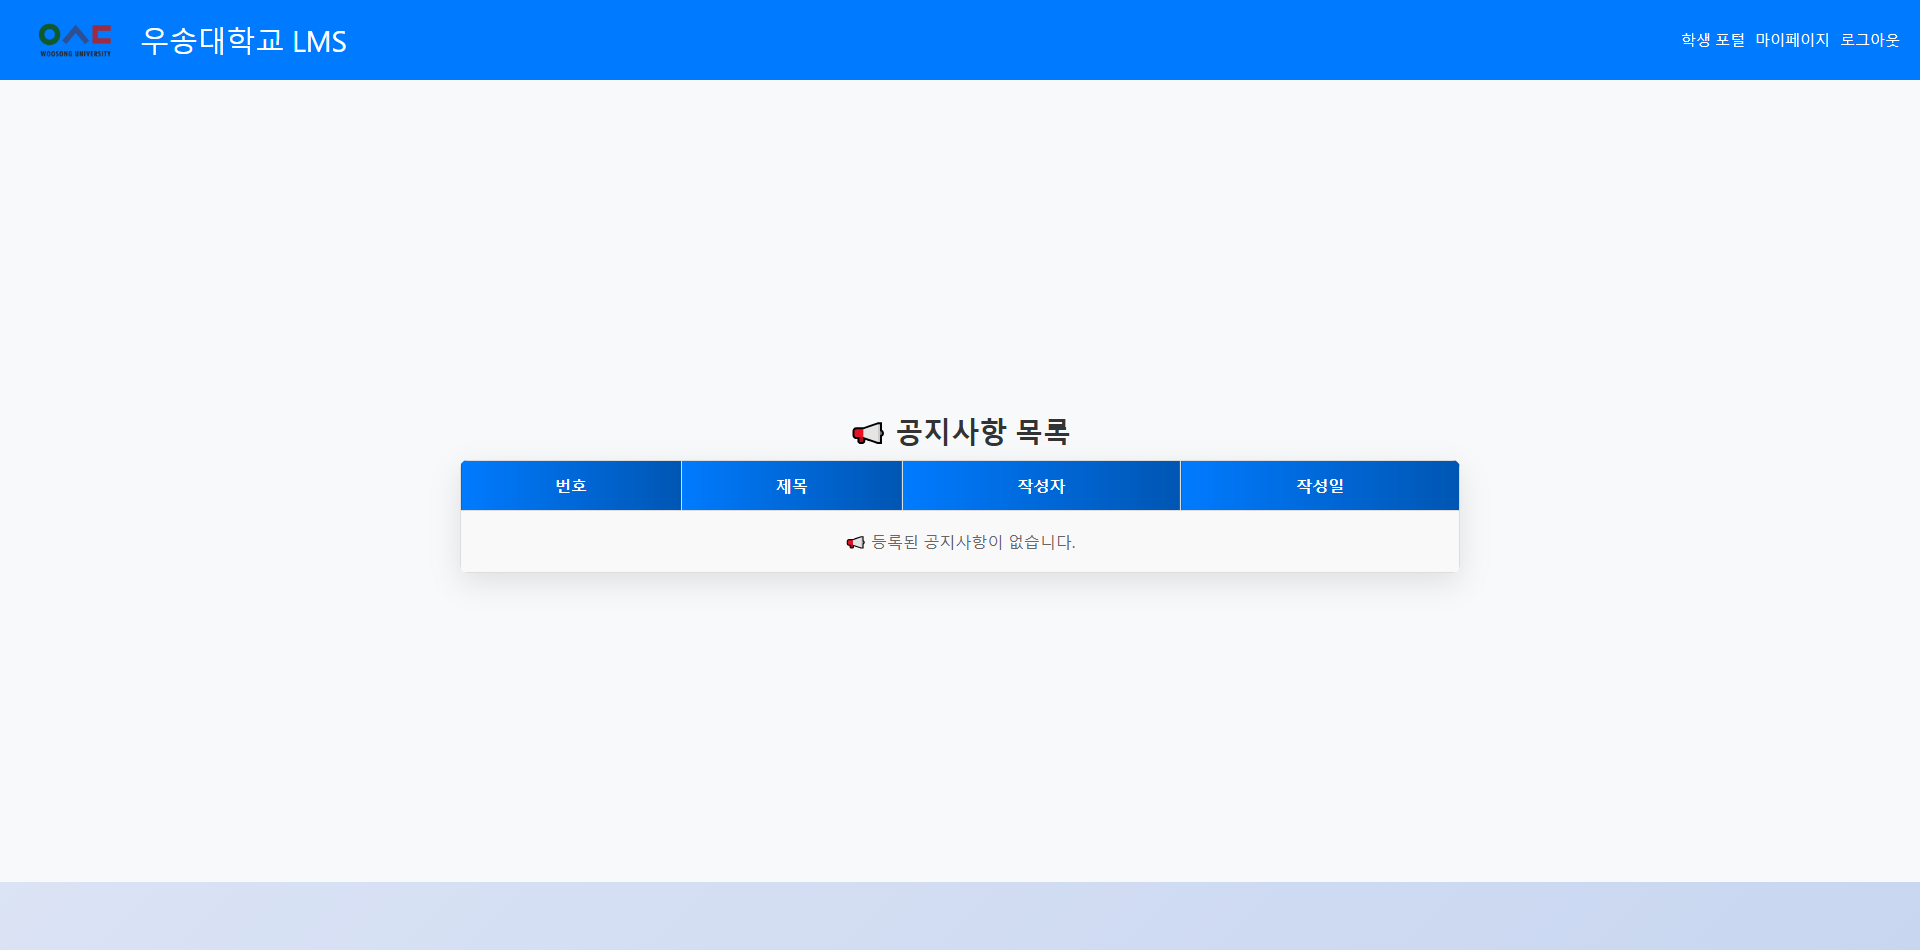 WOOSONG UNIVERSITY
우송대학교 LMS
학생 포털 마이페이지 로그아웃
공지사항 목록
번호 제목 작성자 작성일
등록된 공지사항이 없습니다.